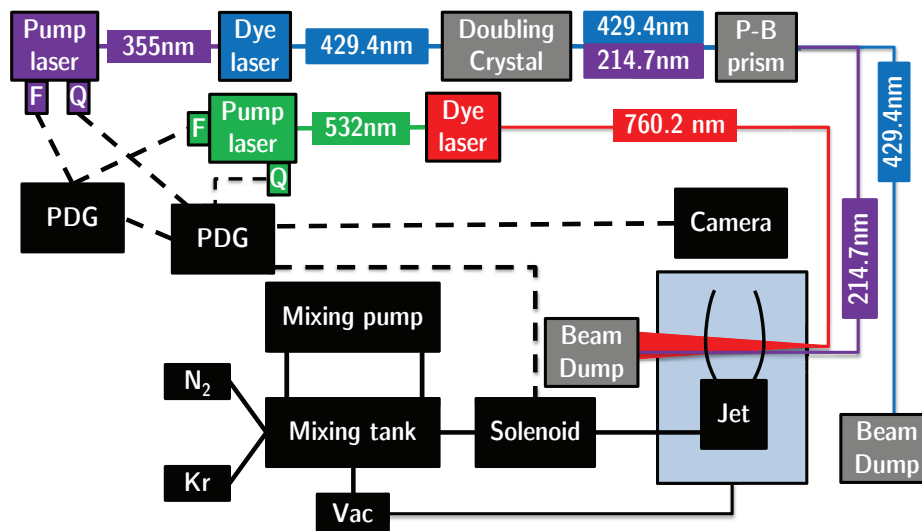 Pump
laser
355nm
Dye
laser
429.4nm
Doubling
Crystal
429.4nm
214.7nm
P-B
prism
F
Q
F
Pump
laser
532nm
Dye
laser
760.2 nm
429.4nm
Q
PDG
PDG
Camera
214.7nm
Mixing pump
Beam
Dump
N₂
Mixing tank
Solenoid
Jet
Beam
Dump
Kr
Vac